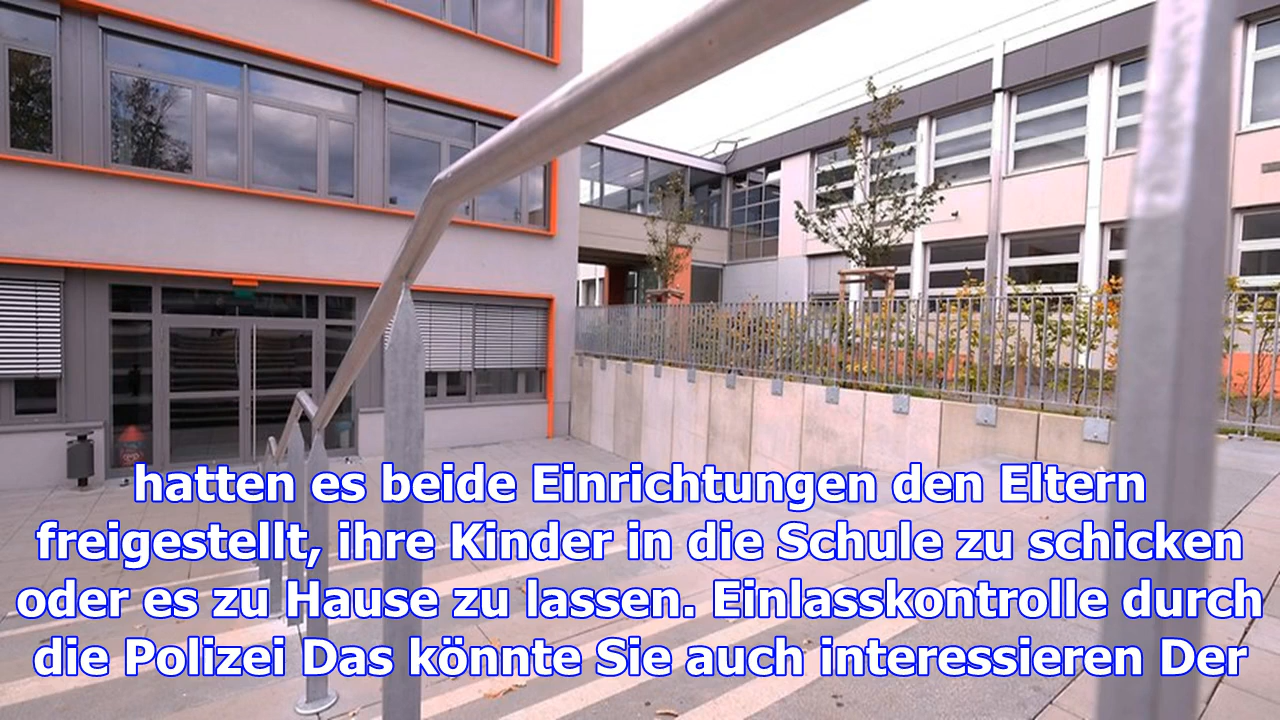 hatten es beide Einrichtungen den Eltern
freigestellt, ihre Kinder in die Schule zu schicken
oder es zu Hause zu lassen. Einlasskontrolle durch
die Polizei Das könnte Sie auch interessieren Der